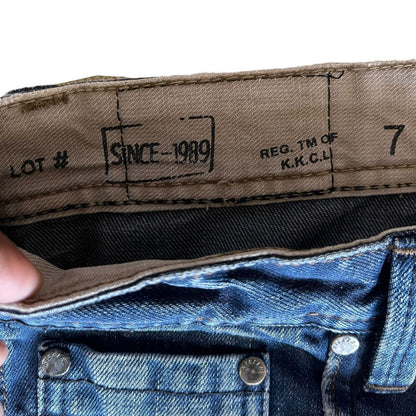 LOT #
SiNCE-1989
REG. TM OF
K.K.C.L
7